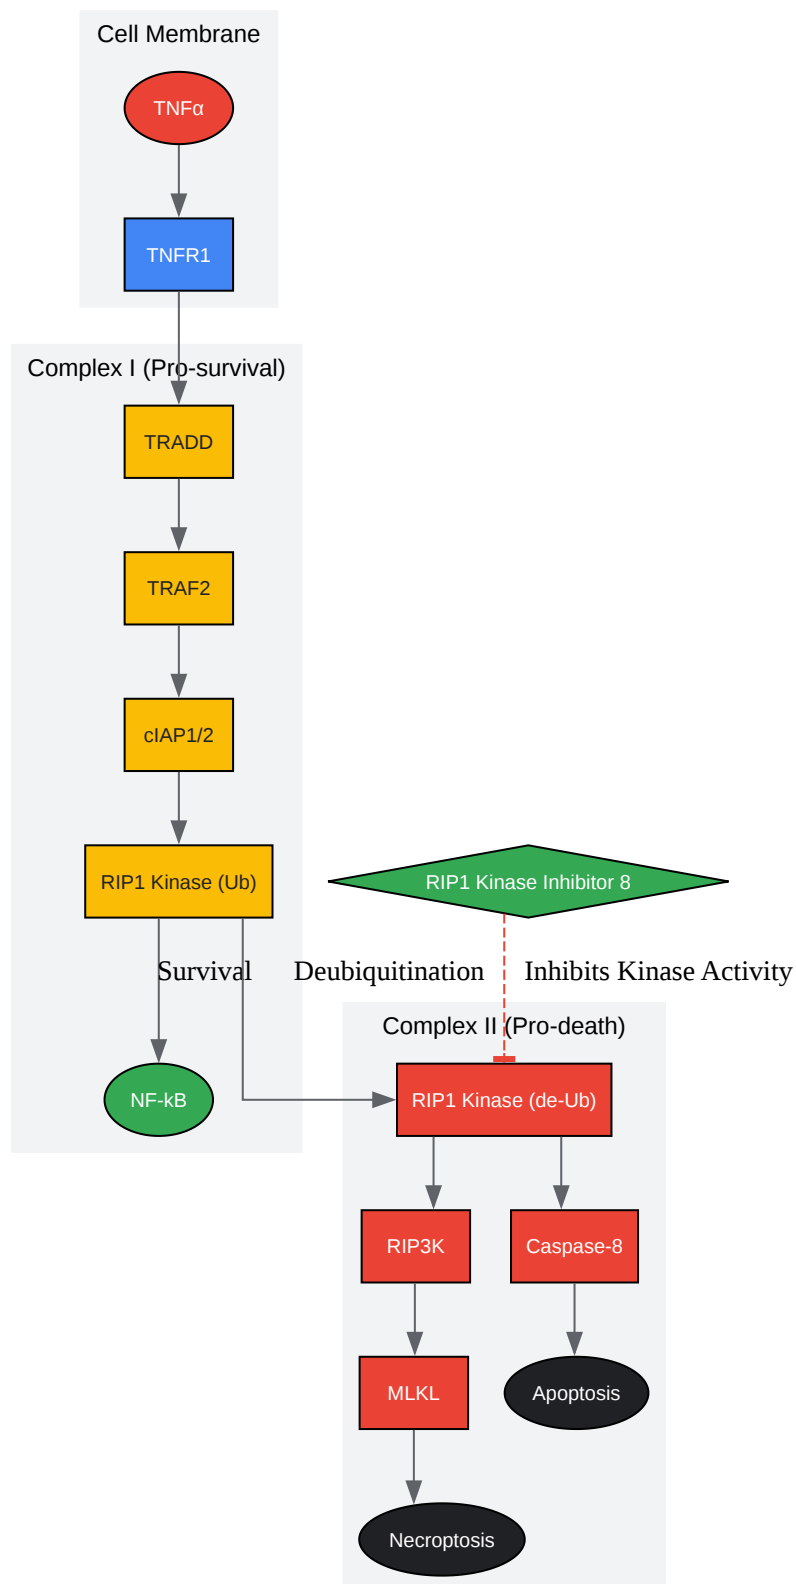 Cell Membrane
TNFα
TNFR1
Complex I (Pro-survival)
TRADD
TRAF2
cIAP1/2
RIP1 Kinase (Ub)
RIP1 Kinase Inhibitor 8
Survival
Deubiquitination
Inhibits Kinase Activity
Complex II (Pro-death)
NF-kB
RIP1 Kinase (de-Ub)
RIP3K
Caspase-8
MLKL
Apoptosis
Necroptosis